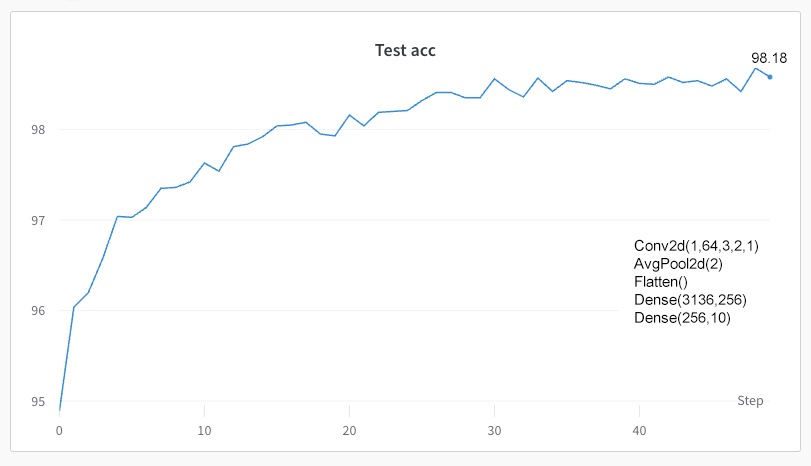 Test acc
98.18
98
97
96
95
Conv2d(1,64,3,2,1)
AvgPool2d(2)
Flatten()
Dense(3136,256)
Dense(256,10)
Step
0 10 20 30 40